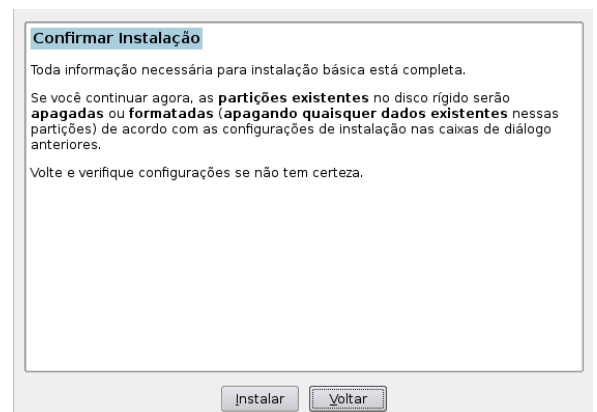 Confirmar Instalação
Toda informação necessária para instalação básica está completa.
Se você continuar agora, as partições existentes no disco rígido serão
apagadas ou formatadas (apagando quaisquer dados existentes nessas
partições) de acordo com as configurações de instalação nas caixas de diálogo
anteriores.
Volte e verifique configurações se não tem certeza.
Instalar
Voltar